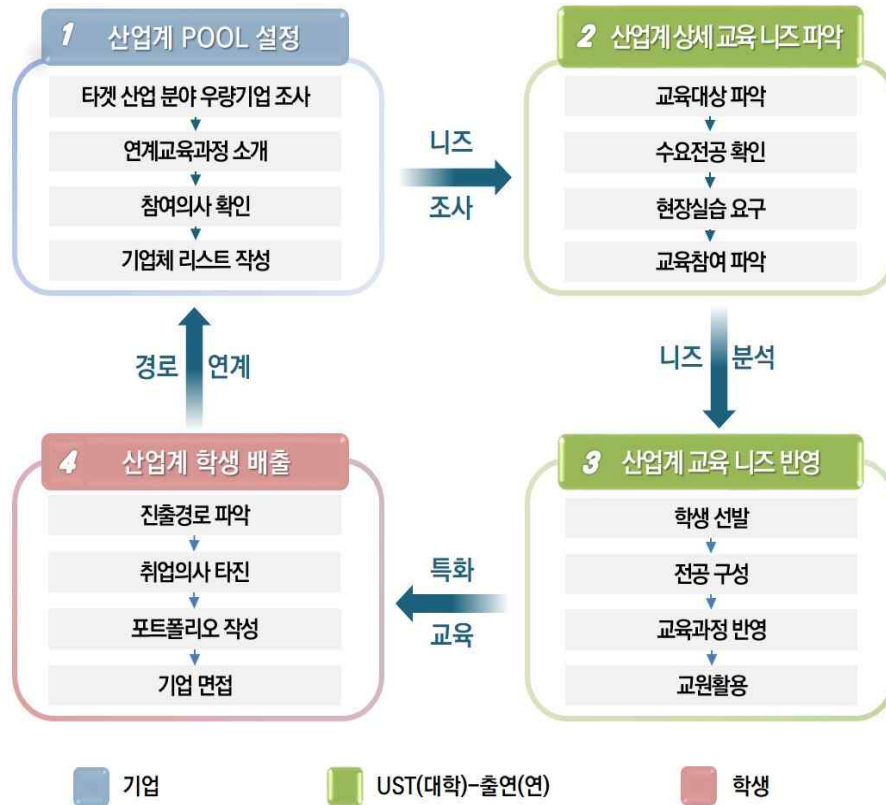 1 산업계 POOL 설정
타겟 산업 분야 우량기업 조사
연계교육과정 소개
참여의사 확인
기업체 리스트 작성
니즈
조사
2 산업계 상세 교육 니즈 파악
교육대상 파악
수요전공 확인
현장실습 요구
교육참여 파악
니즈 분석
3 산업계 교육 니즈 반영
학생 선발
전공 구성
교육과정 반영
교원활용
특화
교육
4 산업계 학생 배출
진출경로 파악
취업의사 타진
포트폴리오 작성
기업 면접
경로 연계
기업
UST(대학)-출연(연)
학생